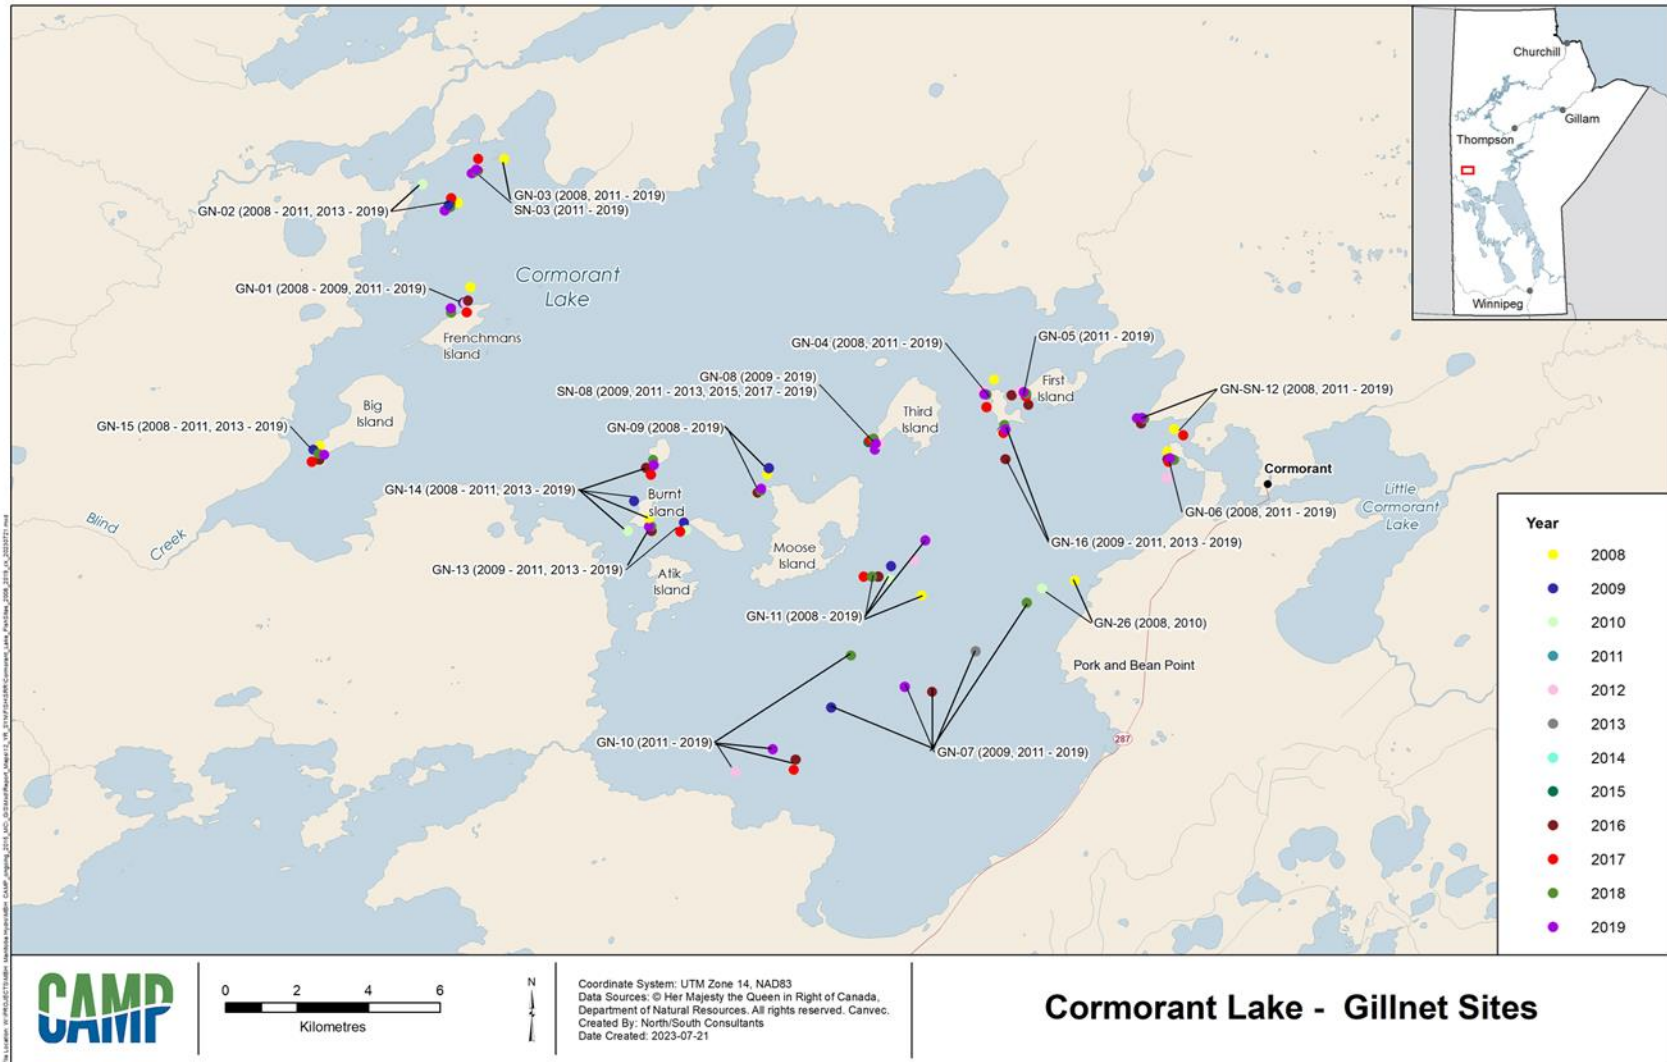 Churchill
Gillam
Thompson
Winnipeg
GN-03 (2008, 2011 - 2019)
SN-03 (2011 - 2019)
GN-02 (2008 - 2011, 2013 - 2019)
Cormorant
Lake
GN-01 (2008 - 2009, 2011 - 2019)
Frenchmans
Island
GN-04 (2008, 2011 - 2019)
GN-05 (2011 - 2019)
GN-08 (2009 - 2019)
SN-08 (2009, 2011 - 2013, 2015, 2017 - 2019)
First
Island
GN-SN-12 (2008, 2011 - 2019)
Big
Island
Third
Island
GN-15 (2008 - 2011, 2013 - 2019)
GN-09 (2008 - 2019)
Cormorant
GN-14 (2008 - 2011, 2013 - 2019)
Burnt
sland
Little
Cormorant
Lake
GN-06 (2008, 2011 - 2019)
Blind
Creek
GN-16 (2009 - 2011, 2013 - 2019)
Moose
Island
GN-13 (2009 - 2011, 2013 - 2019)
Atik
Island
GN-11 (2008 - 2019)
GN-26 (2008, 2010)
Pork and Bean Point
GN-10 (2011 - 2019)
GN-07 (2009, 2011 - 2019)
287
Year
2008
2009
2010
2011
2012
2013
2014
2015
2016
2017
2018
2019
CAMP
0 2 4 6
Kilometres
N
Coordinate System: UTM Zone 14, NAD83
Data Sources: © Her Majesty the Queen in Right of Canada,
Department of Natural Resources. All rights reserved. Canvec.
Created By: North/South Consultants
Date Created: 2023-07-21
Cormorant Lake - Gillnet Sites